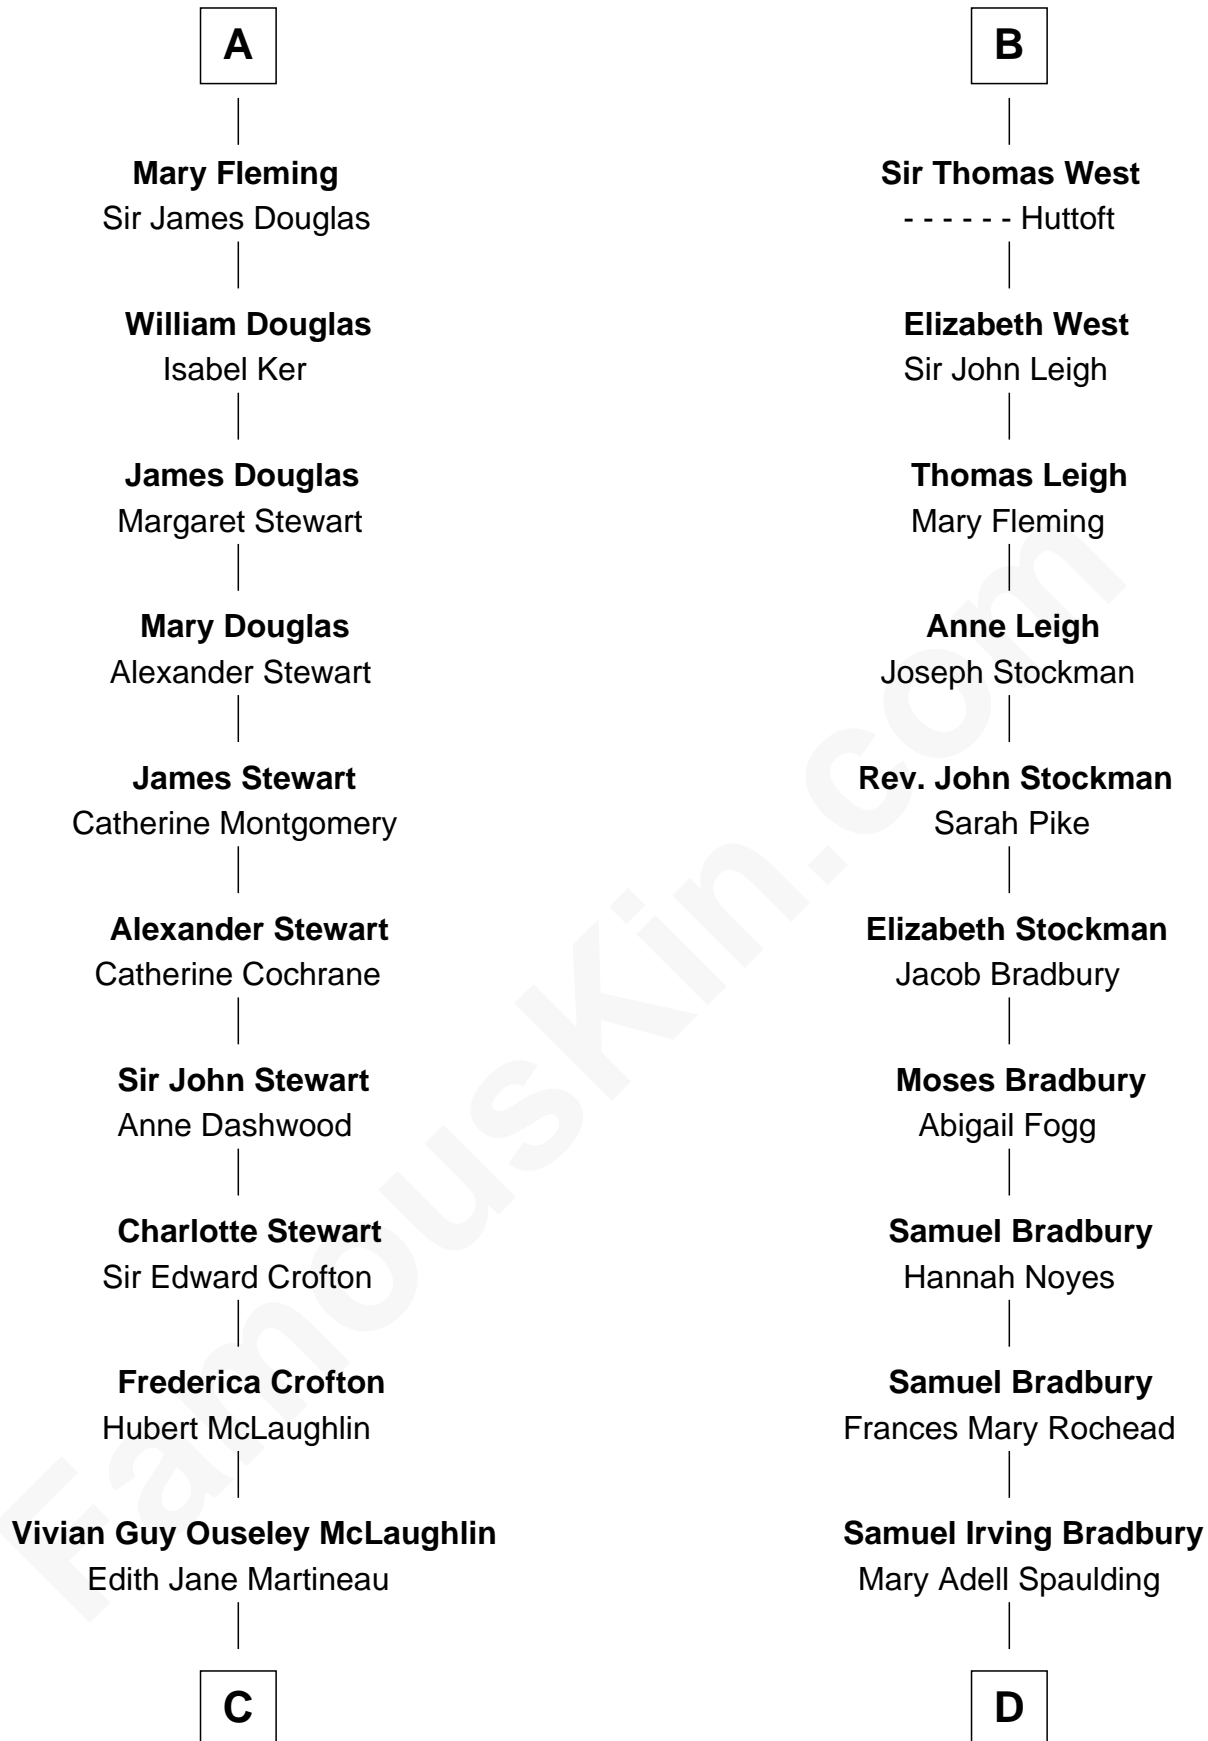 A
Mary Fleming
Sir James Douglas
William Douglas
Isabel Ker
James Douglas
Margaret Stewart
Mary Douglas
Alexander Stewart
James Stewart
Catherine Montgomery
Alexander Stewart
Catherine Cochrane
Sir John Stewart
Anne Dashwood
Charlotte Stewart
Sir Edward Crofton
Frederica Crofton
Hubert McLaughlin
Vivian Guy Ouseley McLaughlin
Edith Jane Martineau
C
B
Sir Thomas West
- - - - - - Huttoft
Elizabeth West
Sir John Leigh
Thomas Leigh
Mary Fleming
Anne Leigh
Joseph Stockman
Rev. John Stockman
Sarah Pike
Elizabeth Stockman
Jacob Bradbury
Moses Bradbury
Abigail Fogg
Samuel Bradbury
Hannah Noyes
Samuel Bradbury
Frances Mary Rochead
Samuel Irving Bradbury
Mary Adell Spaulding
D
FamousKin.com